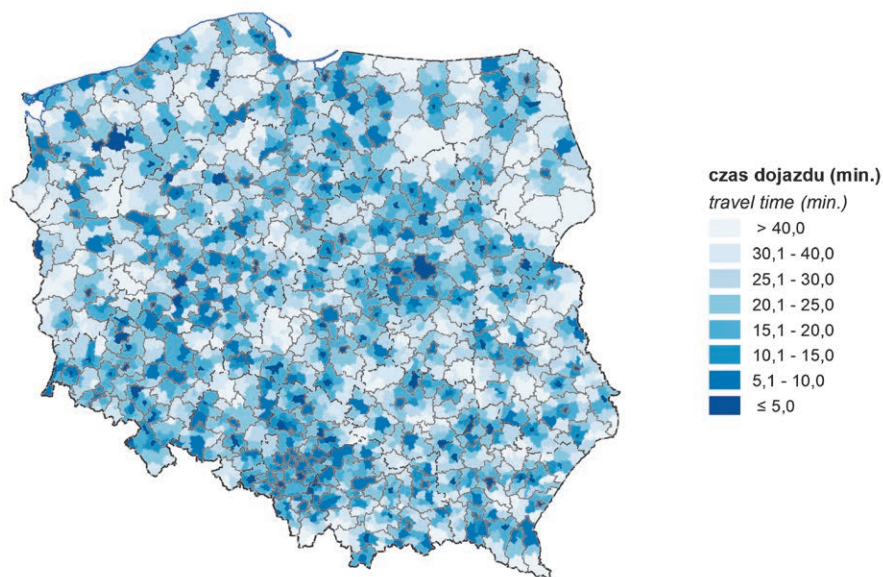 czas dojazdu (min.)
travel time (min.)
> 40,0
30,1 - 40,0
25,1 - 30,0
20,1 - 25,0
15,1 - 20,0
10,1 - 15,0
5,1 - 10,0
≤ 5,0